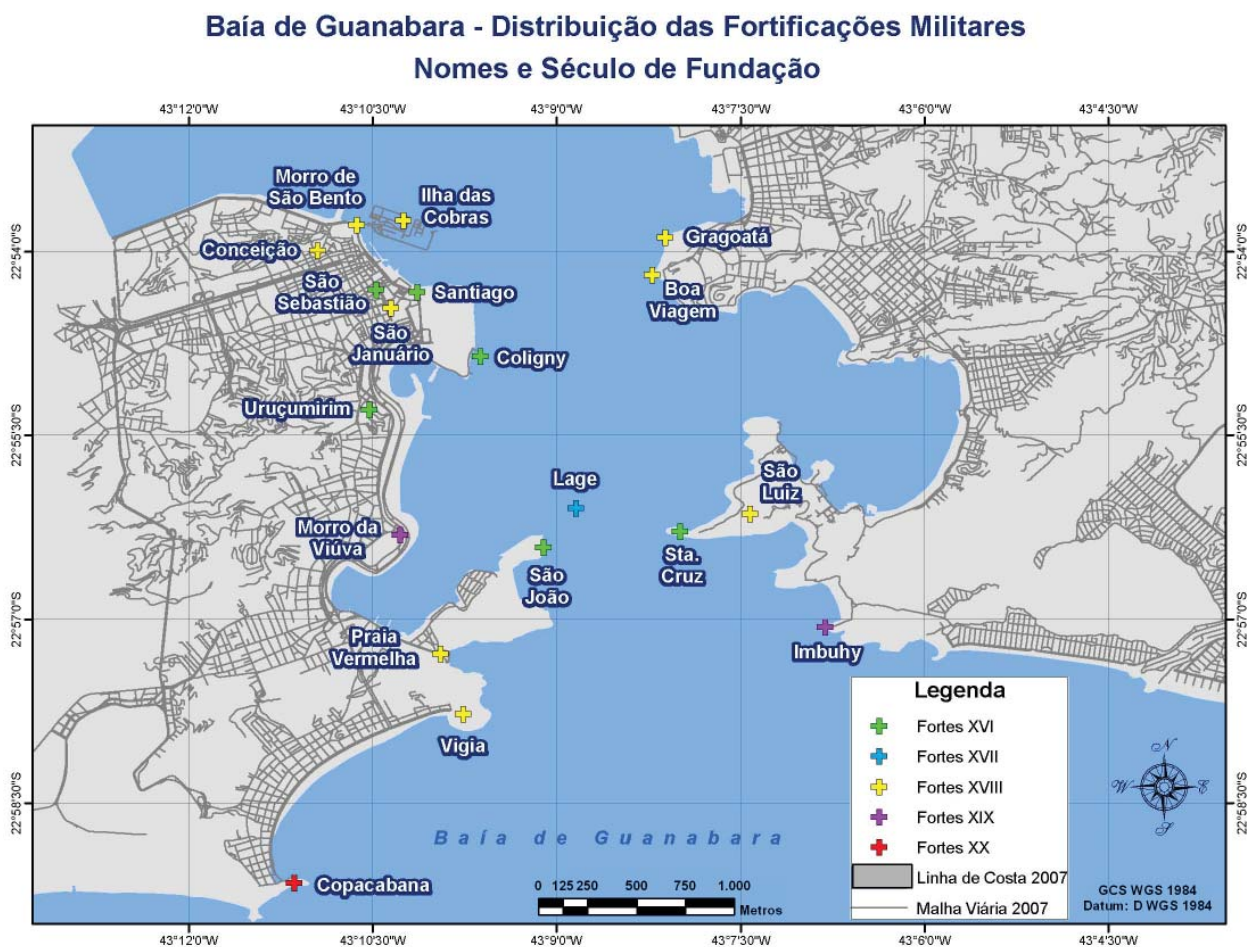 Baía de Guanabara - Distribuição das Fortificações Militares
Nomes e Século de Fundação
43°12'0"W
43°10'30"W
43°9'0"W
43°7'30"W
43°6'0"W
43°4'30"W
22°54'0"S
22°55'30"S
22°57'0"S
22°58'30"S
22°54'0"S
22°55'30"S
22°57'0"S
22°58'30"S
Morro de
São Bento
Ilha das
Cobras
Conceição
Gragoatá
São
Sebastião
Santiago
Boa
Viagem
São
Januário
Coligny
Uruçumirim
Lage
São
Luiz
Morro da
Viúva
São
João
Sta.
Cruz
Praia
Vermelha
Imbuhy
Vigia
Copacabana
Baía de Guanabara
0 125 250 500 750 1.000
Metros
Legenda
Fortes XVI
Fortes XVII
Fortes XVIII
Fortes XIX
Fortes XX
Linha de Costa 2007
Malha Viária 2007
N
W
E
S
GCS WGS 1984
Datum: D WGS 1984
43°12'0"W
43°10'30"W
43°9'0"W
43°7'30"W
43°6'0"W
43°4'30"W